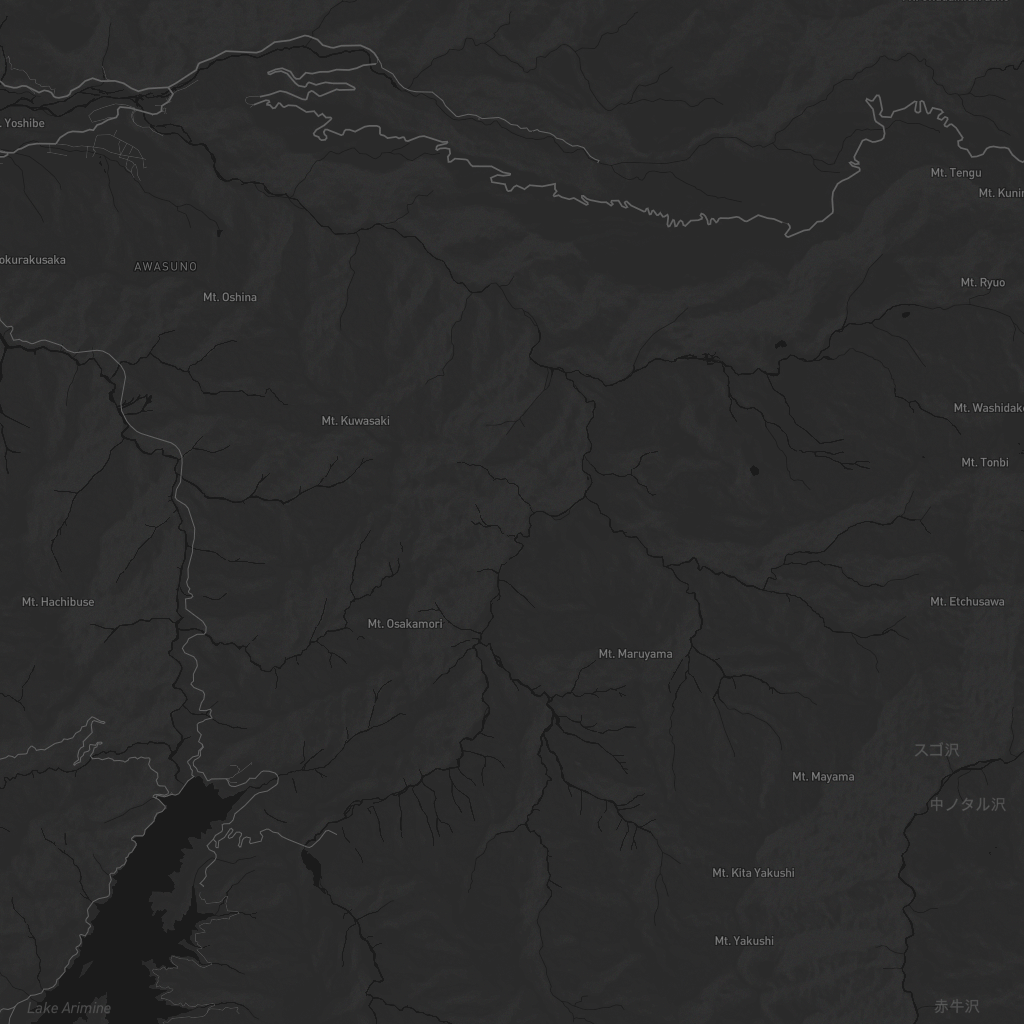 . Yoshibe
Mt. Tengu
Mt. Kunim
okurakusaka
AWASUNO
Mt. Ryuo
Mt. Oshina
Mt. Washidake
Mt. Kuwasaki
Mt. Tonbi
Mt. Hachibuse
Mt. Etchusawa
Mt. Osakamori
Mt. Maruyama
スゴ沢
Mt. Mayama
中ノタル沢
Mt. Kita Yakushi
Mt. Yakushi
Lake Arimine
赤牛沢